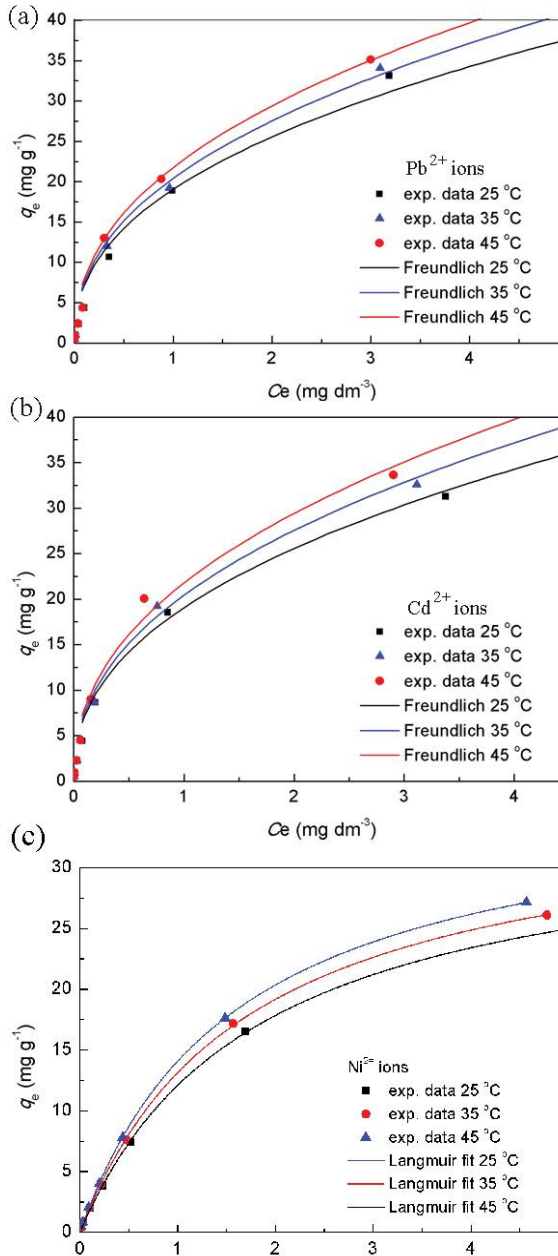 (a)
40
35
30
25
20
15
10
5
0
qe (mg g-1)
Pb2+ ions
exp. data 25 °C
exp. data 35 °C
exp. data 45 °C
Freundlich 25 °C
Freundlich 35 °C
Freundlich 45 °C
0 1 2 3 4
Ce (mg dm-3)
(b)
40
35
30
25
20
15
10
5
0
qe (mg g-1)
Cd2+ ions
exp. data 25 °C
exp. data 35 °C
exp. data 45 °C
Freundlich 25 °C
Freundlich 35 °C
Freundlich 45 °C
0 1 2 3 4
Ce (mg dm-3)
(c)
30
25
20
15
10
5
0
qe (mg g-1)
Ni2= ions
exp. data 25 °C
exp. data 35 °C
exp. data 45 °C
Langmuir fit 25 °C
Langmuir fit 35 °C
Langmuir fit 45 °C
0 1 2 3 4